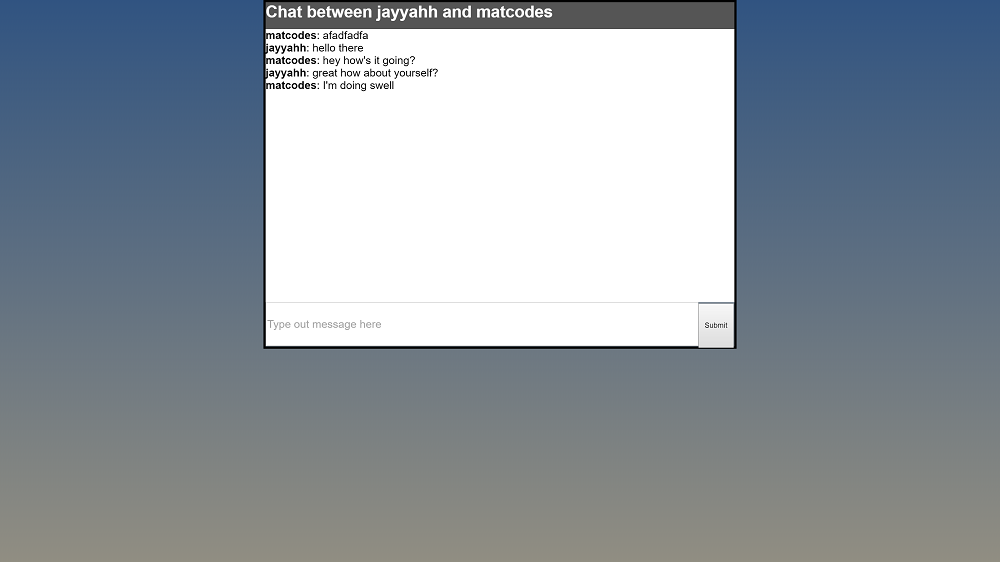 Chat between jayyahh and matcodes
matcodes: afadfadfa
jayyahh: hello there
matcodes: hey how's it going?
jayyahh: great how about yourself?
matcodes: I'm doing swell
Type out message here
Submit